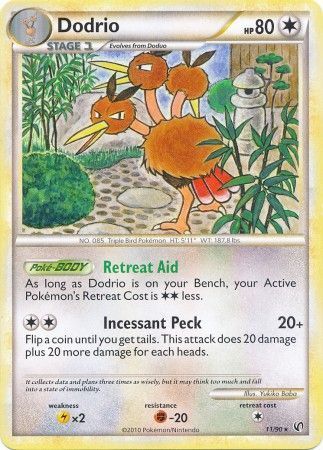 Dodrio
HP 80
STAGE 1 Evolves from Doduo
NO. 085 Triple Bird Pokémon HT: 5'11" WT: 187.8 lbs.
Poké-BODY Retreat Aid
As long as Dodrio is on your Bench, your Active
Pokémon's Retreat Cost is less.
Incessant Peck 20+
Flip a coin until you get tails. This attack does 20 damage
plus 20 more damage for each heads.
It collects data and plans three times as wisely, but it may think too much and fall
into a state of immobility.
Illus. Yukiko Baba
weakness resistance retreat cost
×2 -20
©2010 Pokémon/Nintendo 11/90 ★